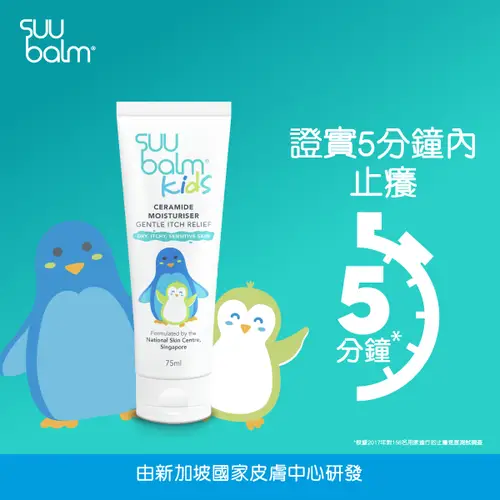 suu
balm®
suu
balm®
kids
CERAMIDE
MOISTURISER
GENTLE ITCH RELIEF
DRY, ITCHY, SENSITIVE SKIN
Formulated by the
National Skin Centre,
Singapore
75ml
證實5分鐘內
止癢
5
分鐘*
由新加坡國家皮膚中心研發